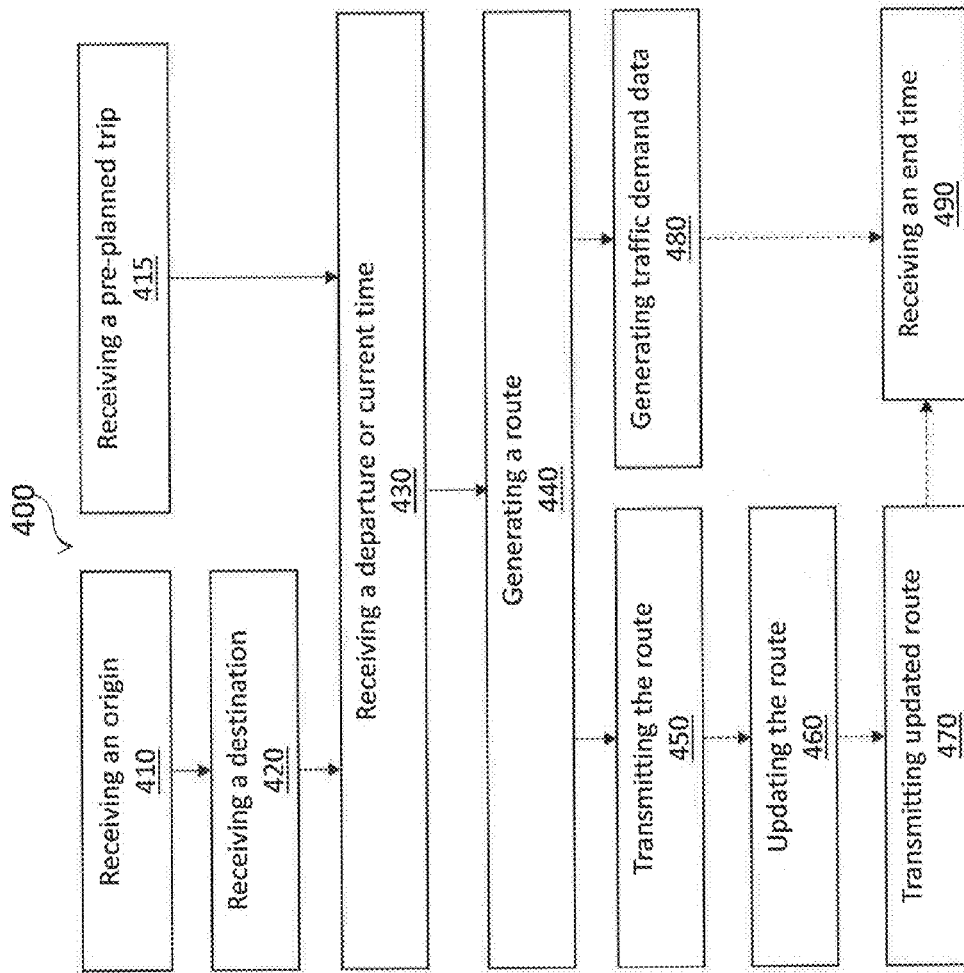 400
Receiving an origin
410
Receiving a pre-planned trip
415
Receiving a destination
420
Receiving a departure or current time
430
Generating a route
440
Transmitting the route
450
Generating traffic demand data
480
Updating the route
460
Transmitting updated route
470
Receiving an end time
490